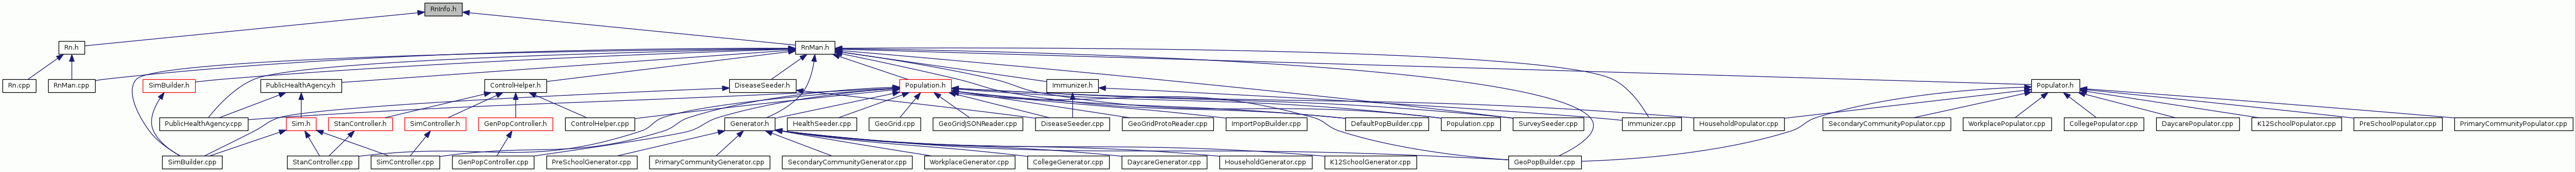 RnInfo.h
Rn.h
RnMan.h
Rn.cpp
RnMan.cpp
SimBuilder.h
PublicHealthAgency.h
ControlHelper.h
DiseaseSeeder.h
Population.h
Immunizer.h
Populator.h
PublicHealthAgency.cpp
Sim.h
StanController.h
SimController.h
GenPopController.h
ControlHelper.cpp
Generator.h
HealthSeeder.cpp
GeoGrid.cpp
GeoGridJSONReader.cpp
DiseaseSeeder.cpp
GeoGridProtoReader.cpp
ImportPopBuilder.cpp
DefaultPopBuilder.cpp
Population.cpp
SurveySeeder.cpp
Immunizer.cpp
HouseholdPopulator.cpp
SecondaryCommunityPopulator.cpp
WorkplacePopulator.cpp
CollegePopulator.cpp
DaycarePopulator.cpp
K12SchoolPopulator.cpp
PreSchoolPopulator.cpp
PrimaryCommunityPopulator.cpp
SimBuilder.cpp
StanController.cpp
SimController.cpp
GenPopController.cpp
PreSchoolGenerator.cpp
PrimaryCommunityGenerator.cpp
SecondaryCommunityGenerator.cpp
WorkplaceGenerator.cpp
CollegeGenerator.cpp
DaycareGenerator.cpp
HouseholdGenerator.cpp
K12SchoolGenerator.cpp
GeoPopBuilder.cpp